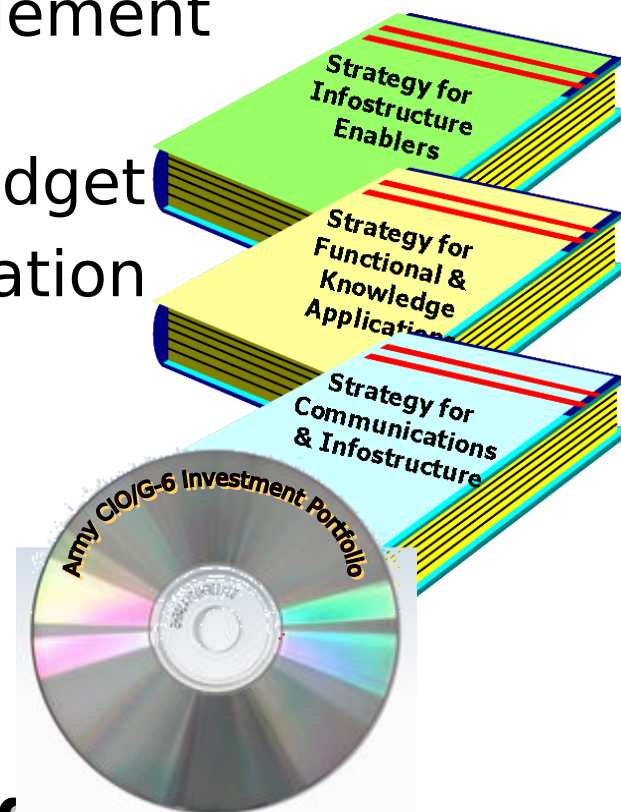 ement
Strategy for
Infostructure
Enablers
dget
Strategy for
Functional &
Knowledge
ation
Strategy for
Communications
& Infostructure
Army CIO/G-6 Investment Portfolio